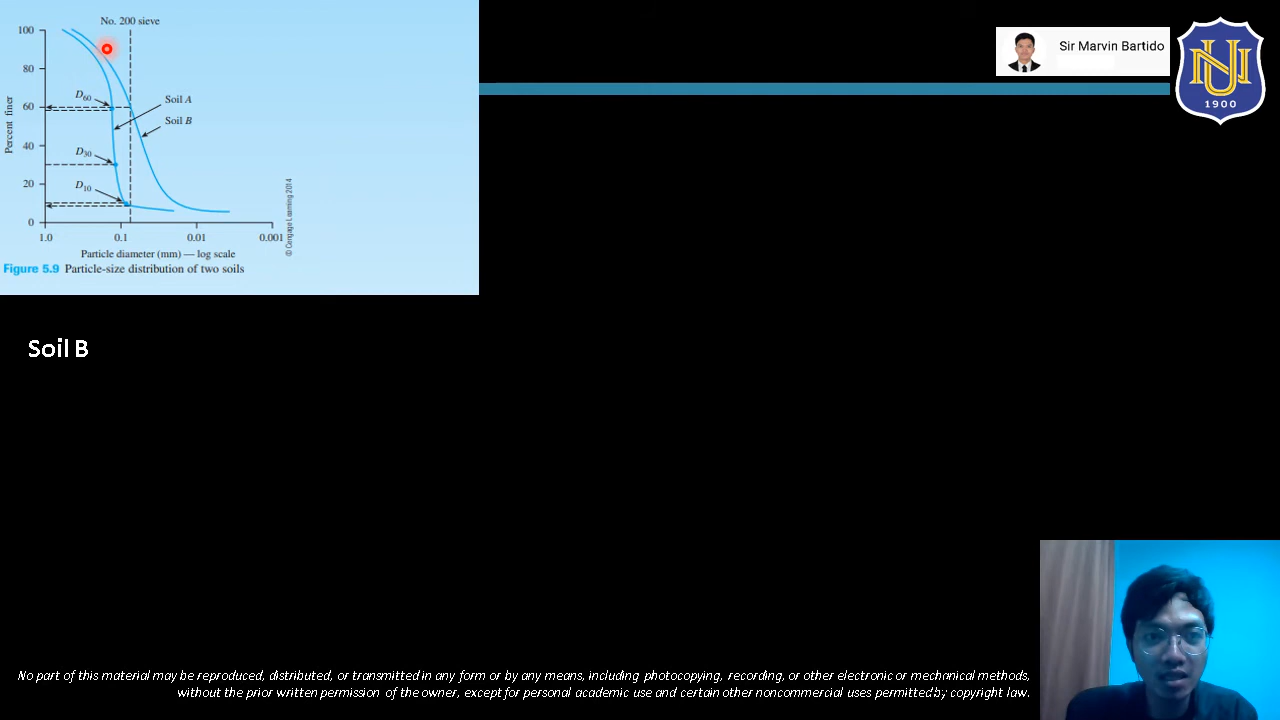 No. 200 sieve
100
80
60
40
20
0
Percent finer
D60
D30
D10
Soil A
Soil B
1.0 0.1 0.01 0.001
Particle diameter (mm) — log scale
© Cengage Learning 2014
Figure 5.9 Particle-size distribution of two soils
Sir Marvin Bartido
NU
1900
Soil B
No part of this material may be reproduced, distributed, or transmitted in any form or by any means, including photocopying, recording, or other electronic or mechanical methods,
without the prior written permission of the owner, except for personal academic use and certain other noncommercial uses permitted by copyright law.